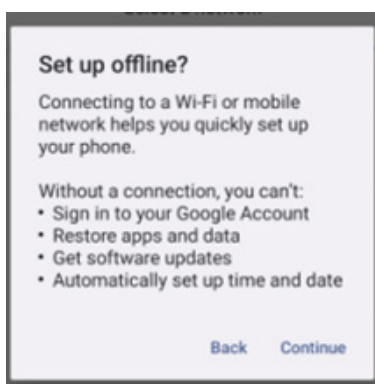 Set up offline?
Connecting to a Wi-Fi or mobile
network helps you quickly set up
your phone.
Without a connection, you can't:
• Sign in to your Google Account
• Restore apps and data
• Get software updates
• Automatically set up time and date
Back Continue